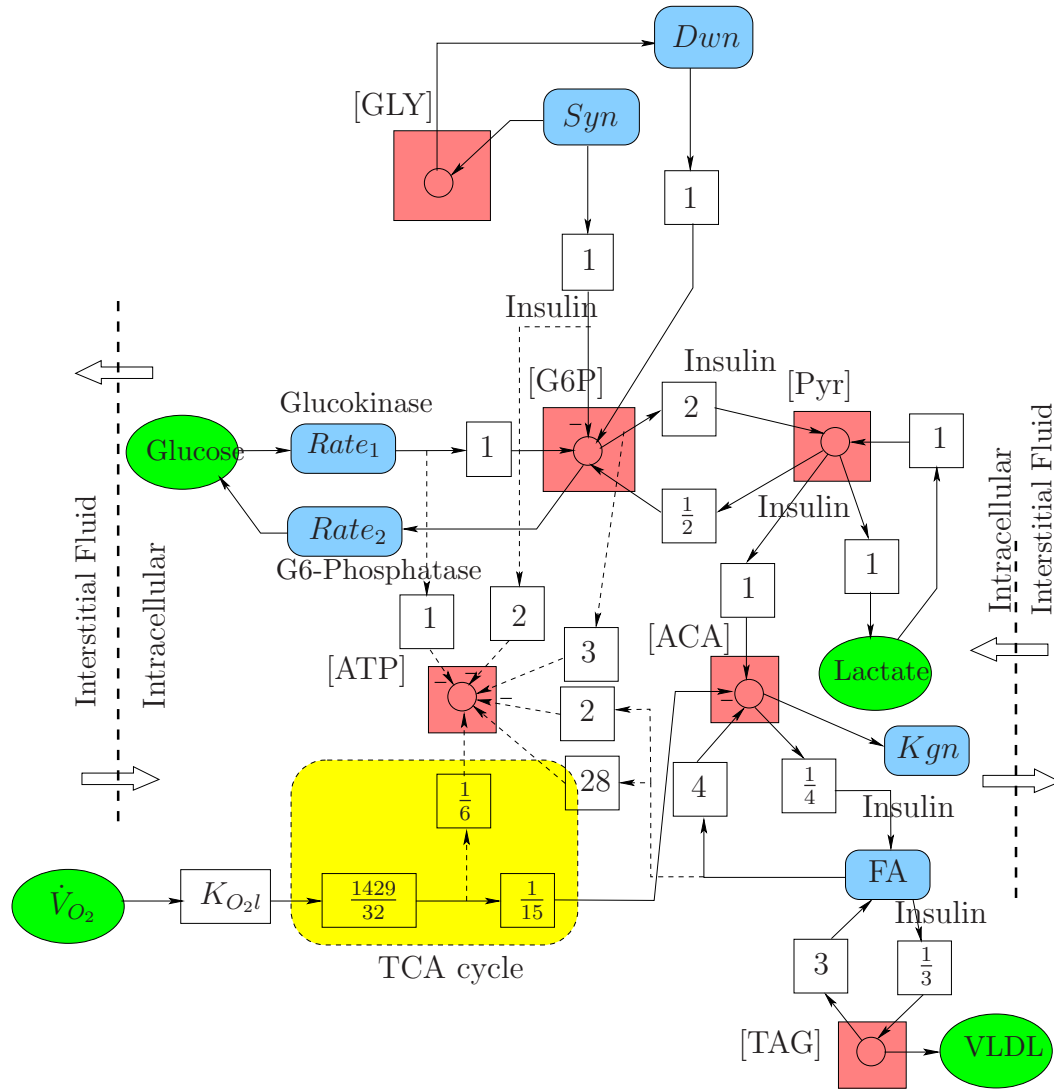 Dwn
[GLY]
Syn
1
1
Insulin
[G6P]
Insulin
[Pyr]
Glucokinase
Glucose
Rate₁
1
-
2
1
Rate₂
1/2
Insulin
G6-Phosphatase
Interstitial Fluid
Intracellular
Intracellular
Interstitial Fluid
1
2
3
1
1
[ATP]
[ACA]
Lactate
-
-
-
-
2
Kgn
28
4
1/4
1/6
Insulin
V̇_{O₂}
K_{O₂l}
1429/32
1/15
FA
Insulin
TCA cycle
3
1/3
[TAG]
VLDL